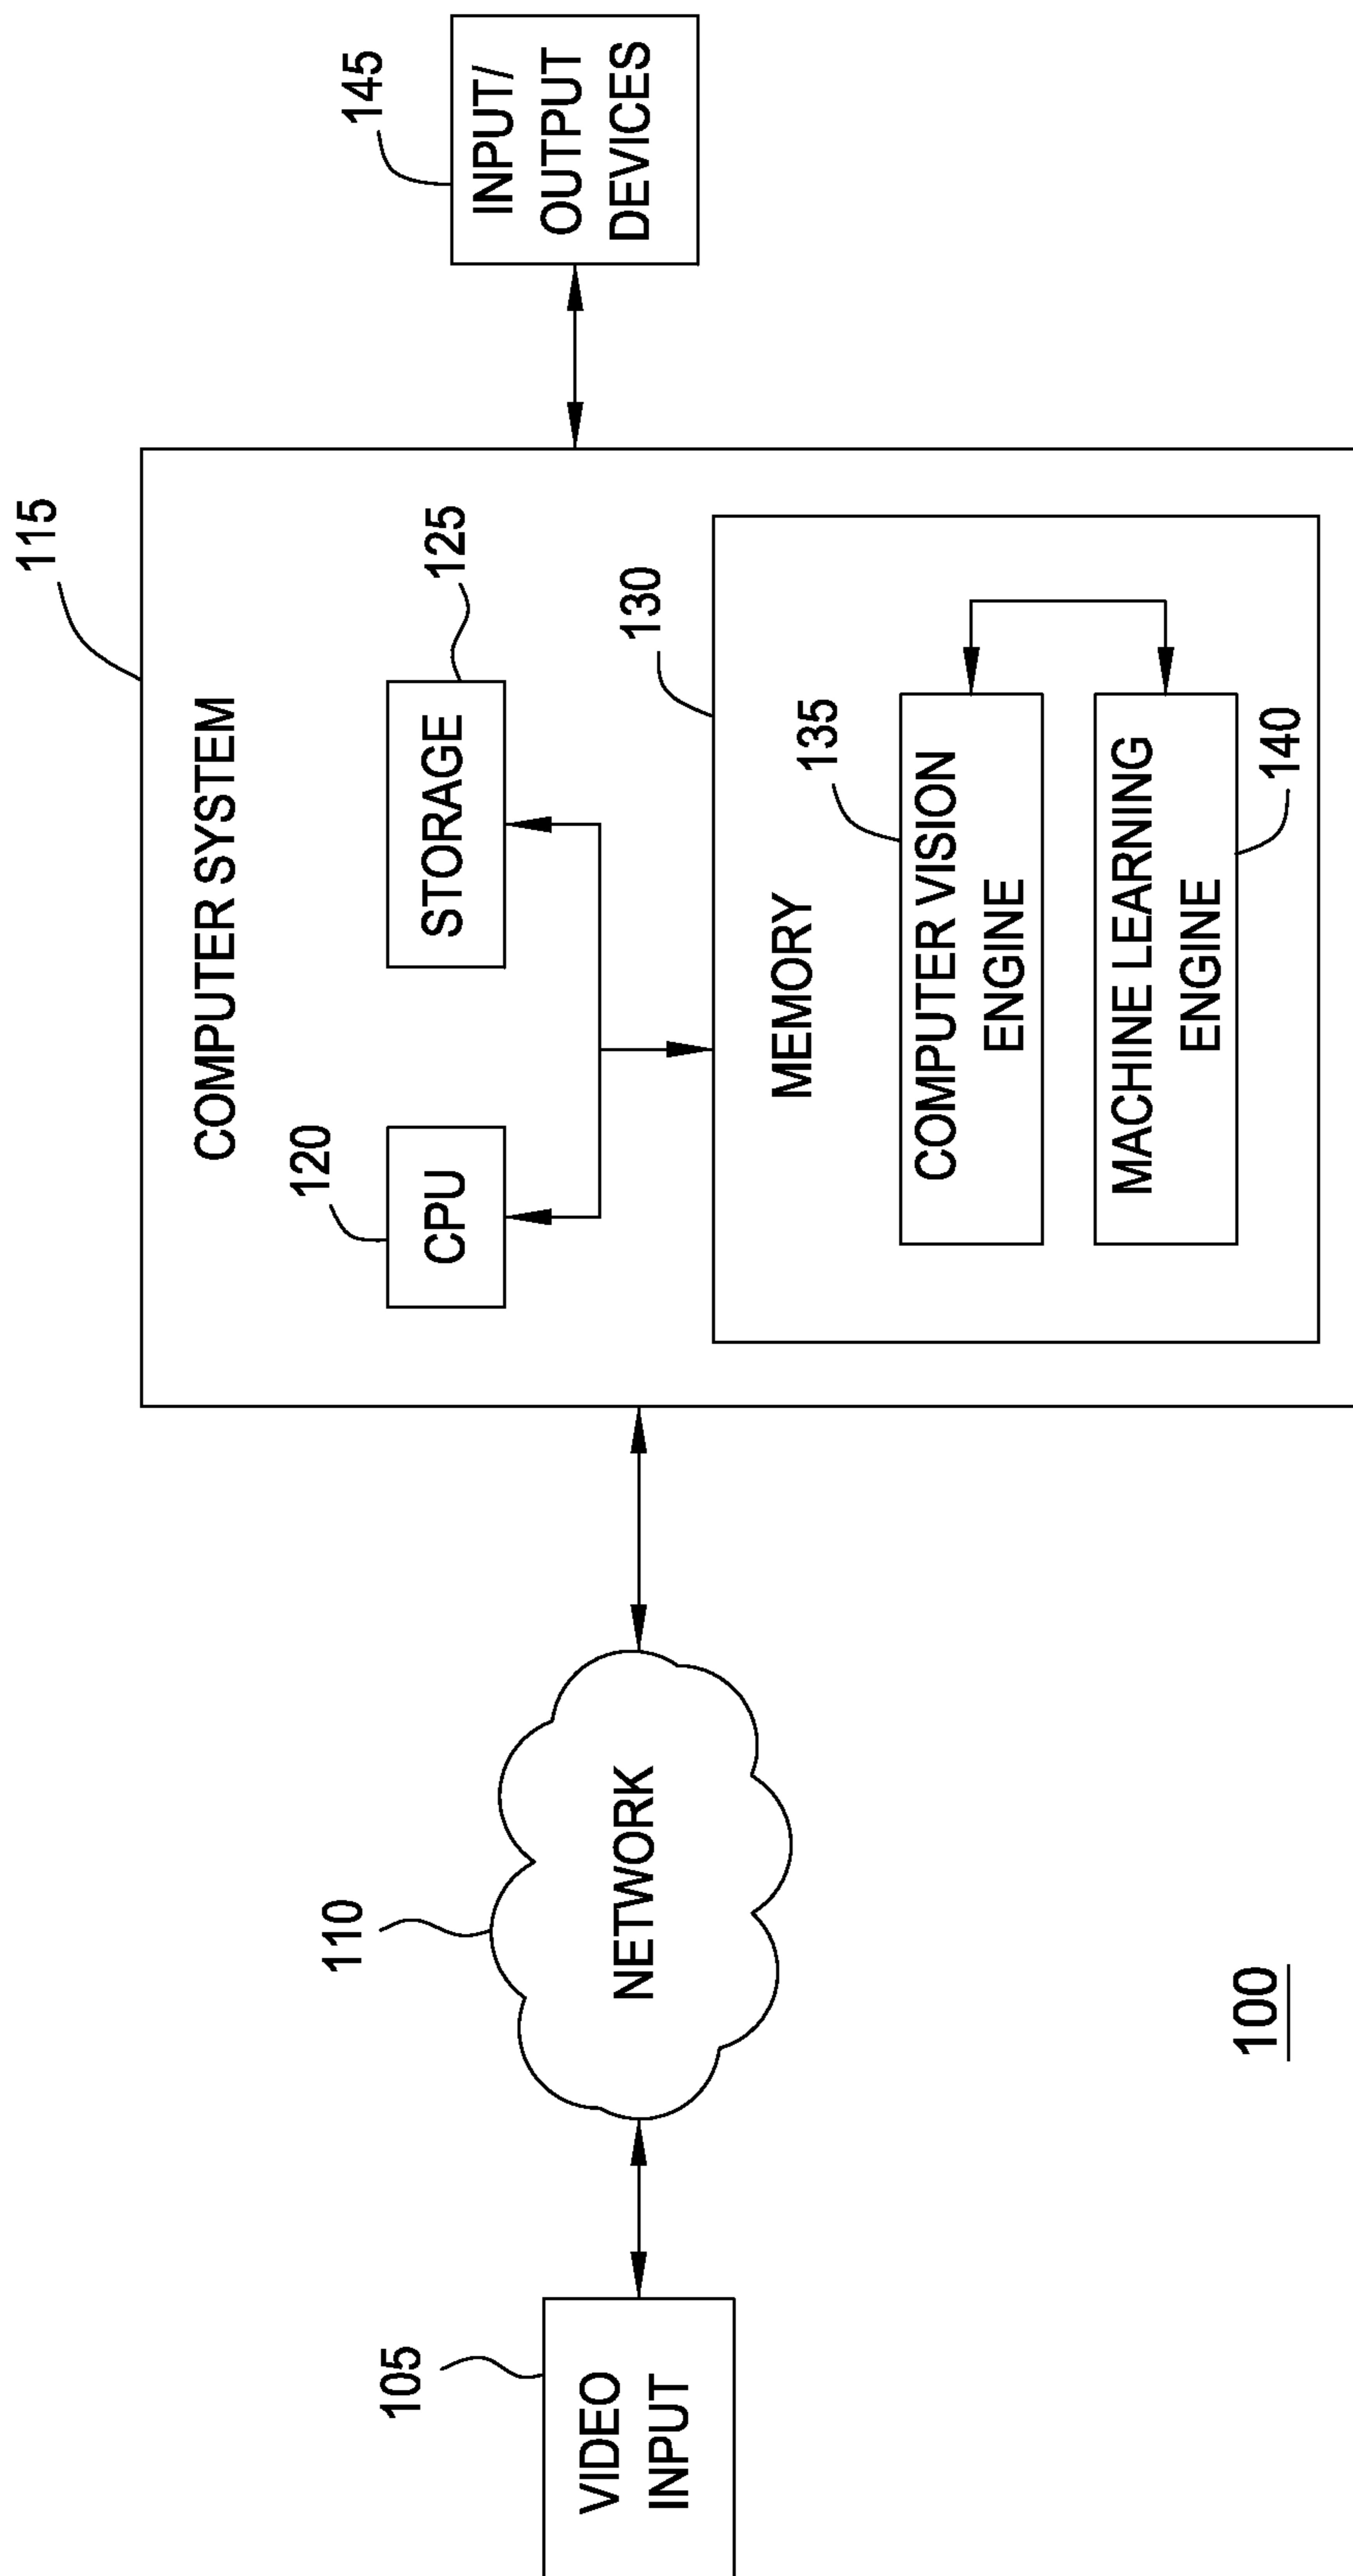 115
COMPUTER SYSTEM
145
INPUT/
OUTPUT
DEVICES
120
CPU
125
STORAGE
110
NETWORK
105
VIDEO
INPUT
130
MEMORY
135
COMPUTER VISION
ENGINE
MACHINE LEARNING
ENGINE
140
100